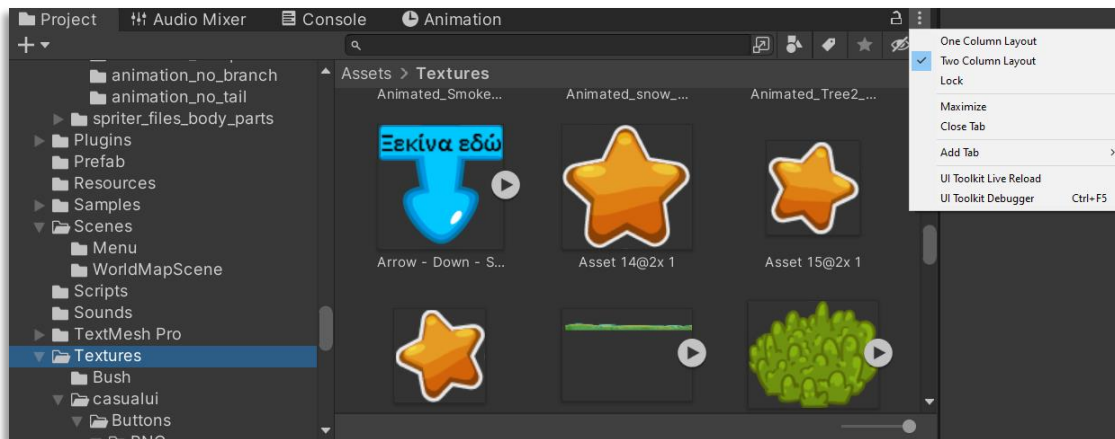 Project
Audio Mixer
Console
Animation
Assets > Textures
animation_no_branch
animation_no_tail
spriter_files_body_parts
Plugins
Prefab
Resources
Samples
Scenes
Menu
WorldMapScene
Scripts
Sounds
TextMesh Pro
Textures
Bush
casualui
Buttons
Animated_Smoke...
Animated_snow_...
Animated_Tree2_...
Ξεκίνα εδώ
Arrow - Down - S...
Asset 14@2x 1
Asset 15@2x 1
One Column Layout
Two Column Layout
Lock
Maximize
Close Tab
Add Tab >
UI Toolkit Live Reload
UI Toolkit Debugger Ctrl+F5